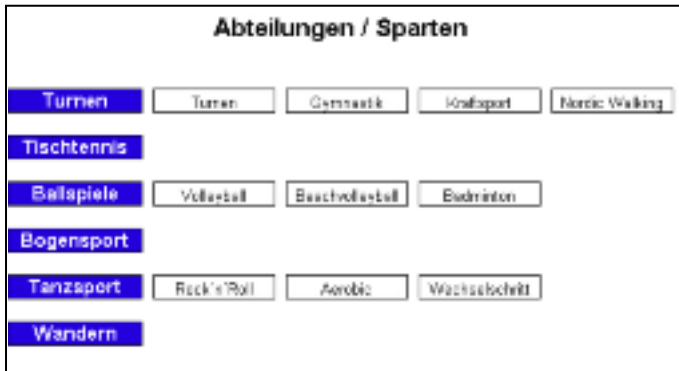 Abteilungen / Sparten
Turnen Turnen Gymnastik Kraftsport Nordic Walking
Tischtennis
Ballspiele Volleyball Beachvolleyball Badminton
Bogensport
Tanzsport Rock'n'Roll Aerobic Wechselschritt
Wandern